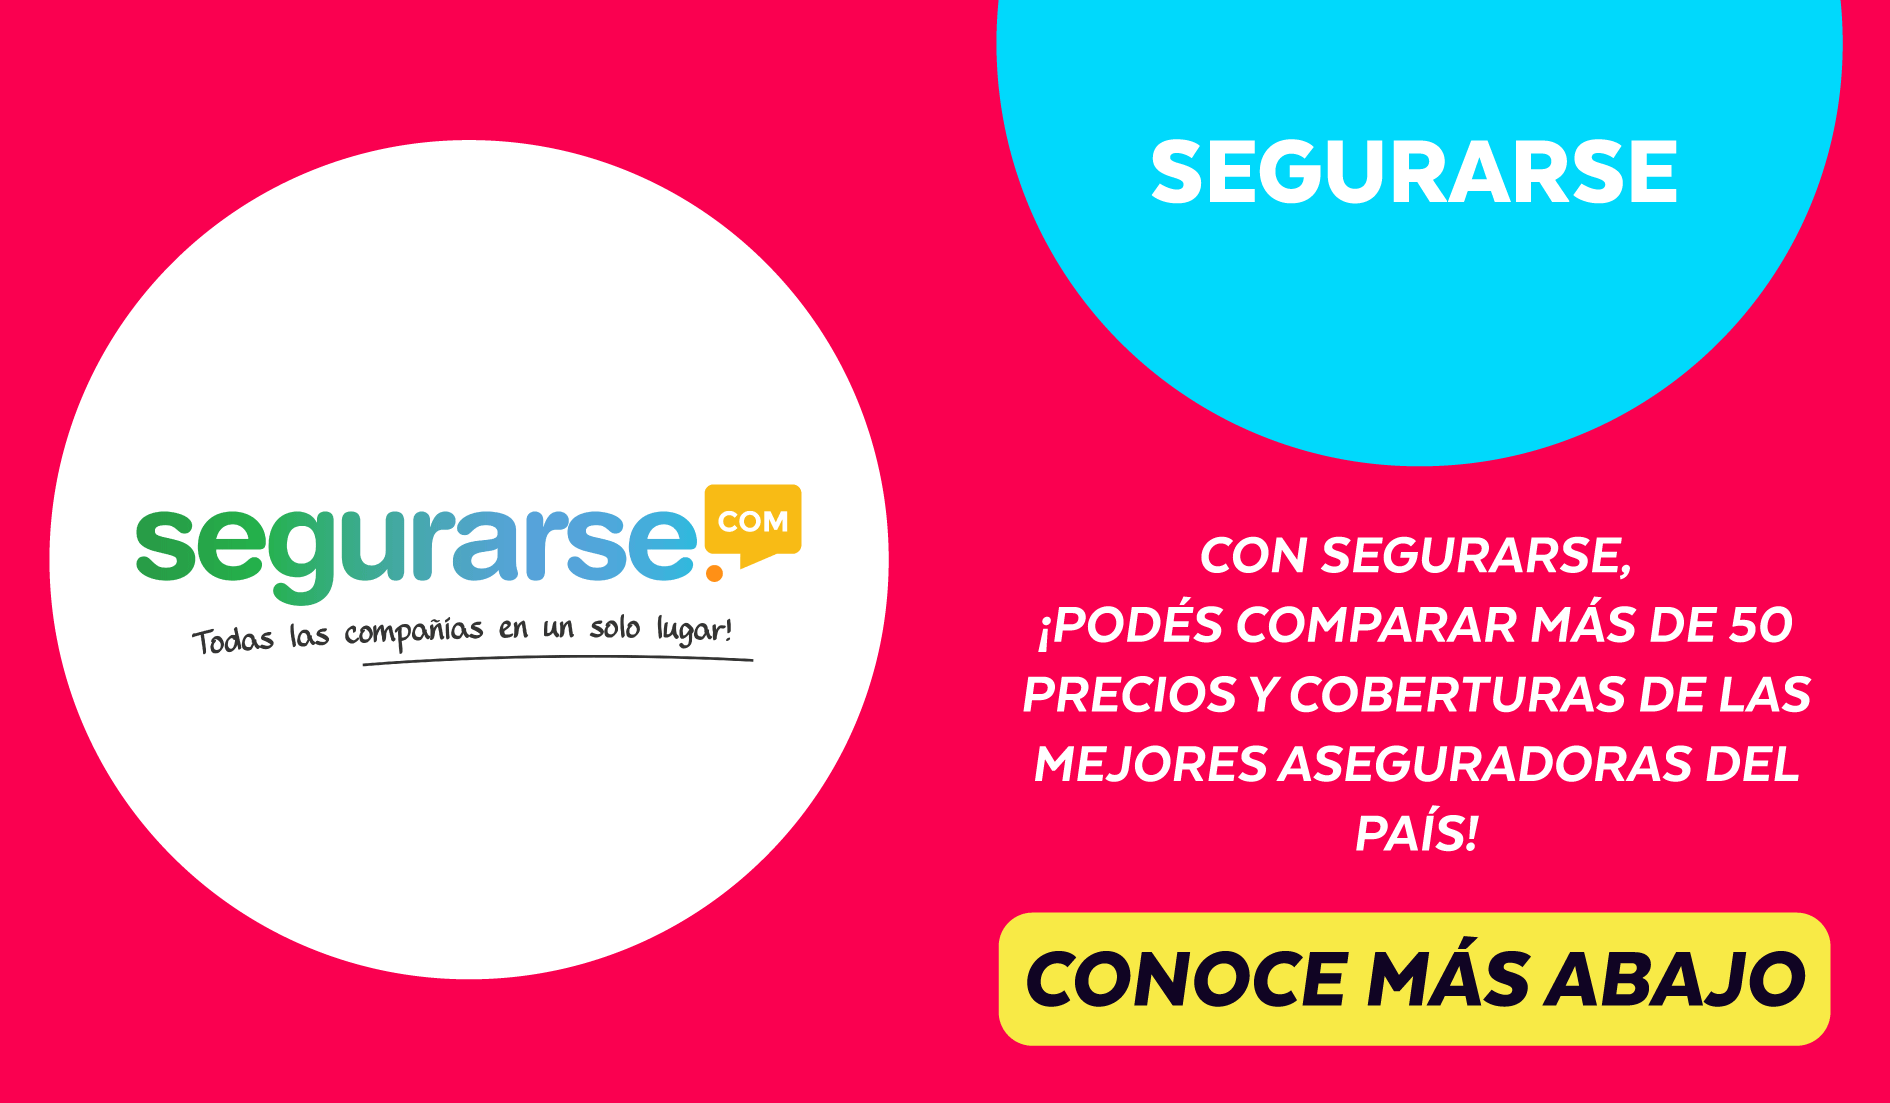 segurarse.COM
Todas las compañías en un solo lugar!
SEGURARSE
CON SEGURARSE,
¡PODÉS COMPARAR MÁS DE 50
PRECIOS Y COBERTURAS DE LAS
MEJORES ASEGURADORAS DEL
PAÍS!
CONOCE MÁS ABAJO